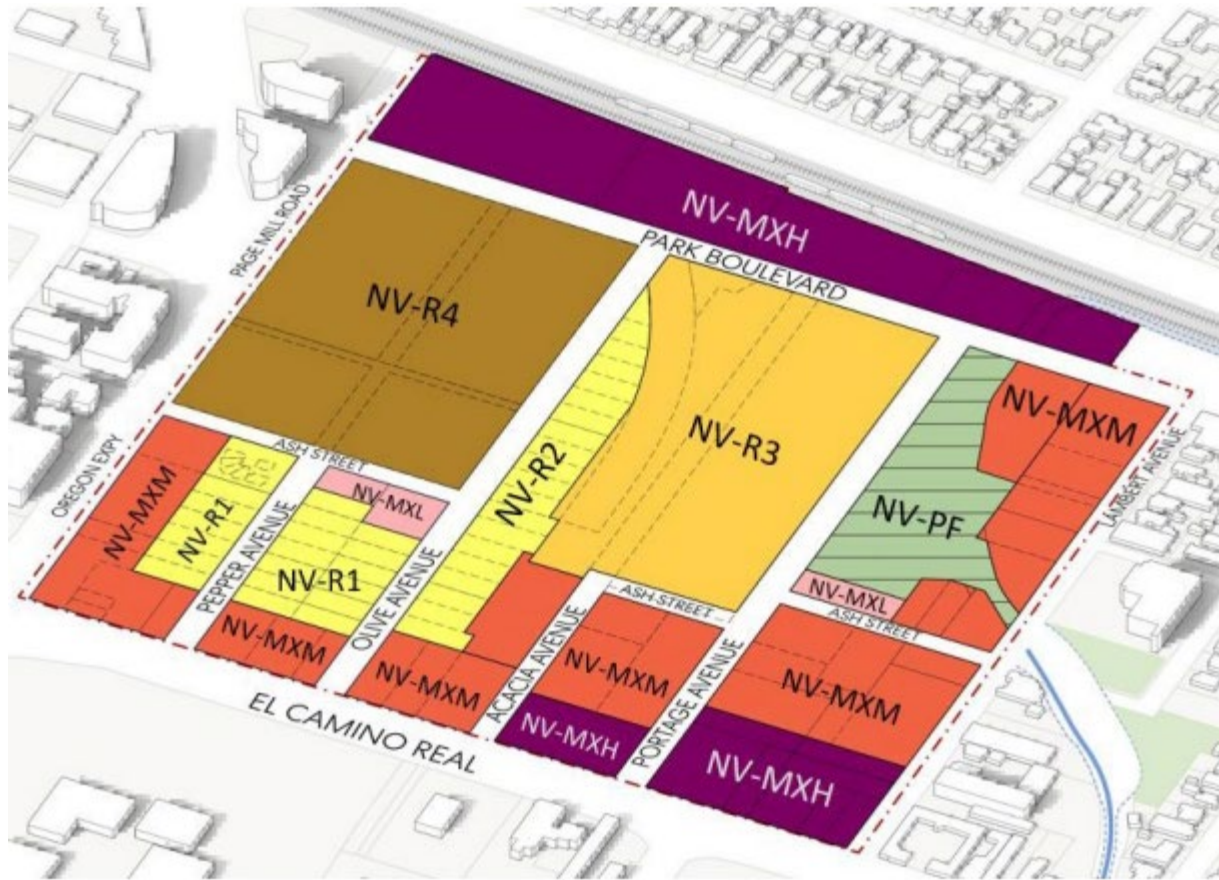 NV-MXH
PARK BOULEVARD
PAGE MILL ROAD
NV-R4
NV-R3
NV-MXM
LAMBERT AVENUE
NV-R2
ASH STREET
NV-MXL
OREGON EXPY
NV-MXM
NV-R1
PEPPER AVENUE
NV-R1
OLIVE AVENUE
NV-PF
NV-MXL
ASH STREET
ASH STREET
NV-MXM
NV-MXM
ACACIA AVENUE
NV-MXM
PORTAGE AVENUE
NV-MXM
EL CAMINO REAL
NV-MXH
NV-MXH